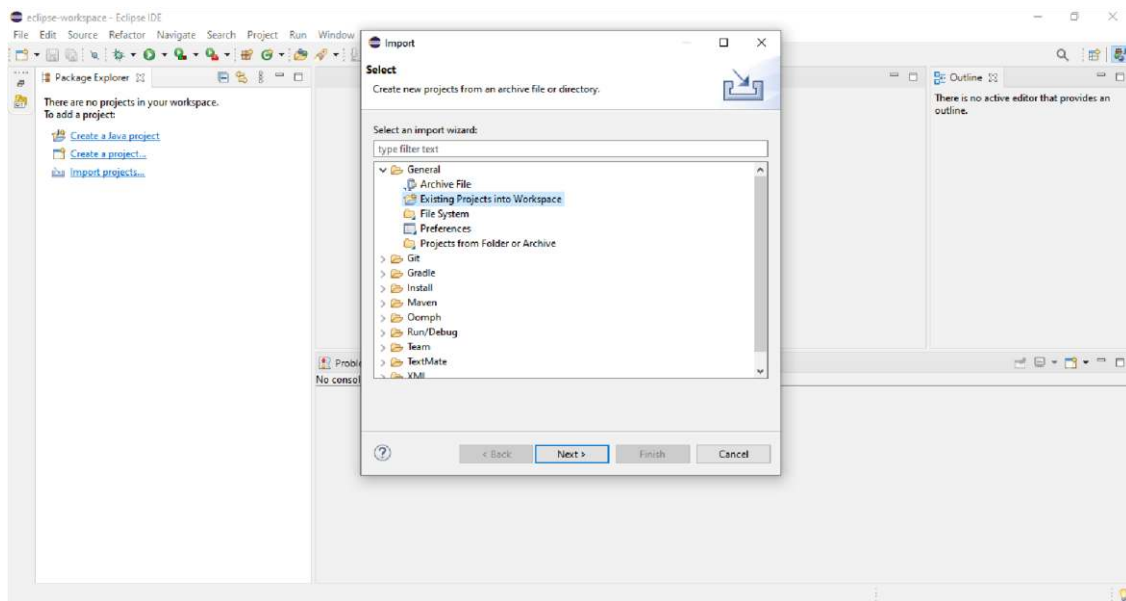 eclipse-workspace - Eclipse IDE
File Edit Source Refactor Navigate Search Project Run Window
Package Explorer
There are no projects in your workspace.
To add a project:
Create a Java project
Create a project...
Import projects...
Import
Select
Create new projects from an archive file or directory.
Select an import wizard:
type filter text
General
Archive File
Existing Projects into Workspace
File System
Preferences
Projects from Folder or Archive
Git
Gradle
Install
Maven
Oomph
Run/Debug
Team
TextMate
XML
< Back Next > Finish Cancel
Outline
There is no active editor that provides an
outline.
Proble
No consol